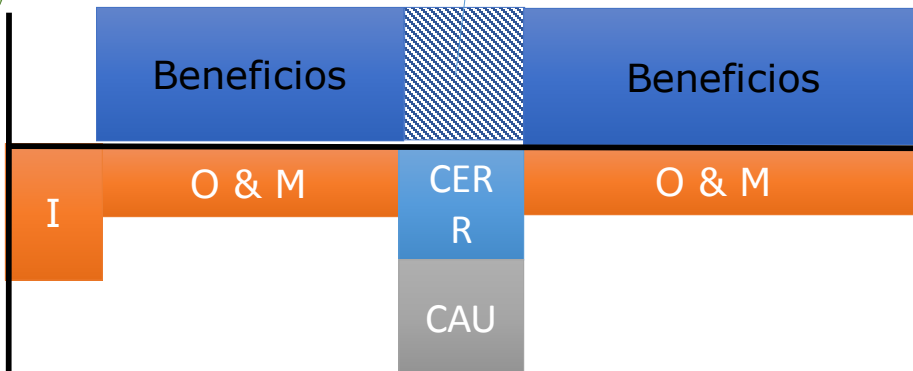 Beneficios
Beneficios
I
O & M
CER
R
O & M
CAU